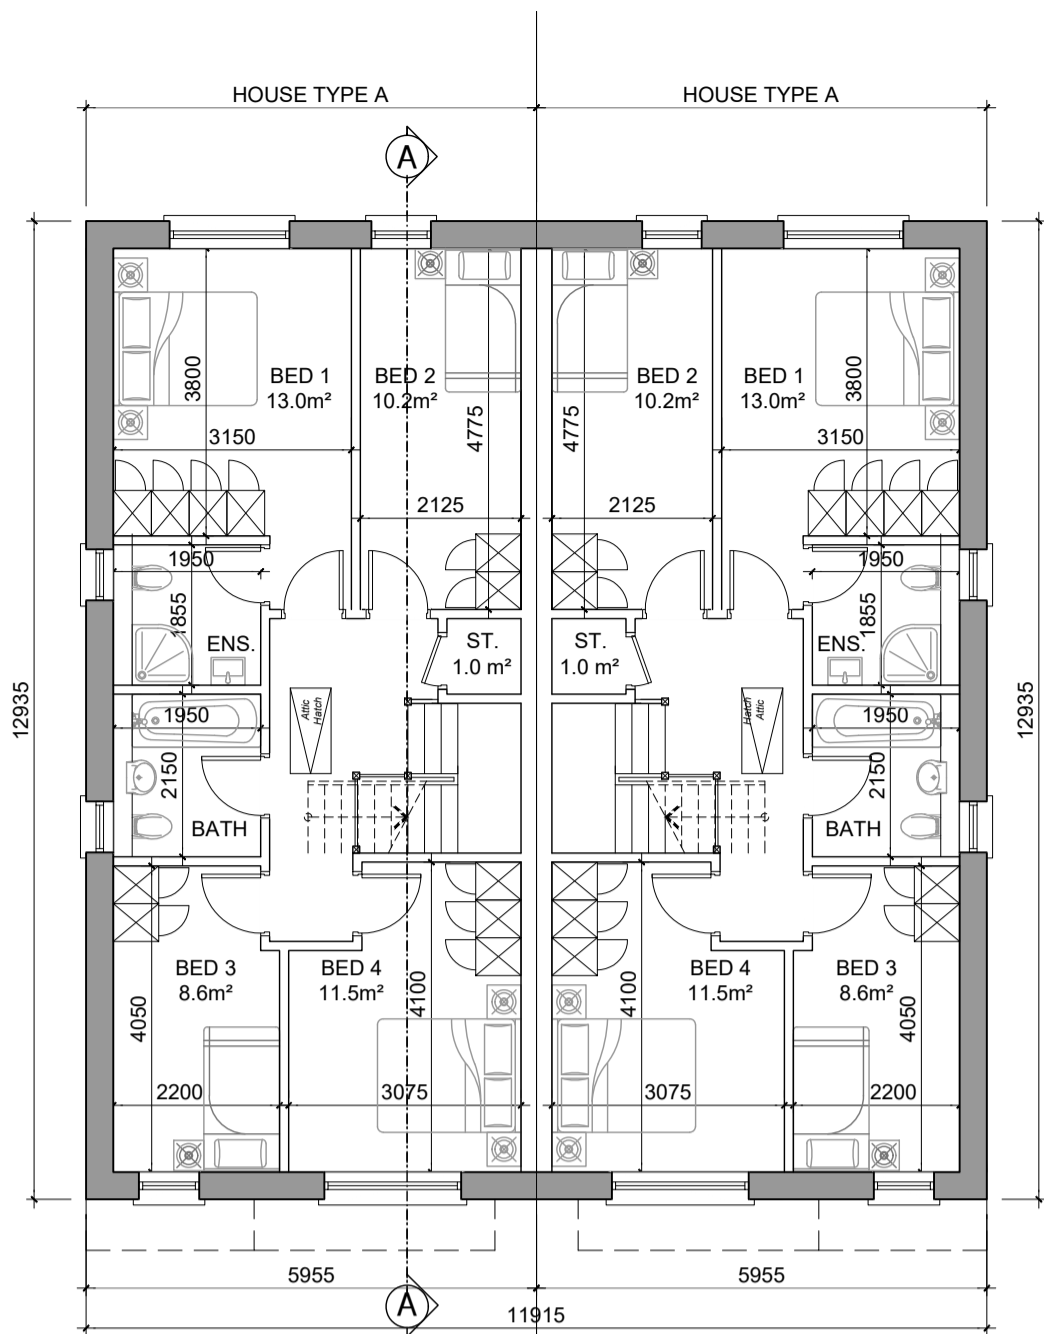 HOUSE TYPE A
HOUSE TYPE A
A
BED 1
13.0m²
BED 2
10.2m²
BED 2
10.2m²
BED 1
13.0m²
3800
3150
4775
2125
4775
2125
3800
3150
1950
1855
ENS.
ST.
1.0 m²
ST.
1.0 m²
ENS.
1950
1855
12935
12935
Attic
Hatch
Hatch
Attic
1950
2150
BATH
1950
2150
BATH
BED 3
8.6m²
BED 4
11.5m²
BED 4
11.5m²
BED 3
8.6m²
4050
4100
4100
4050
2200
3075
3075
2200
5955
5955
A
11915